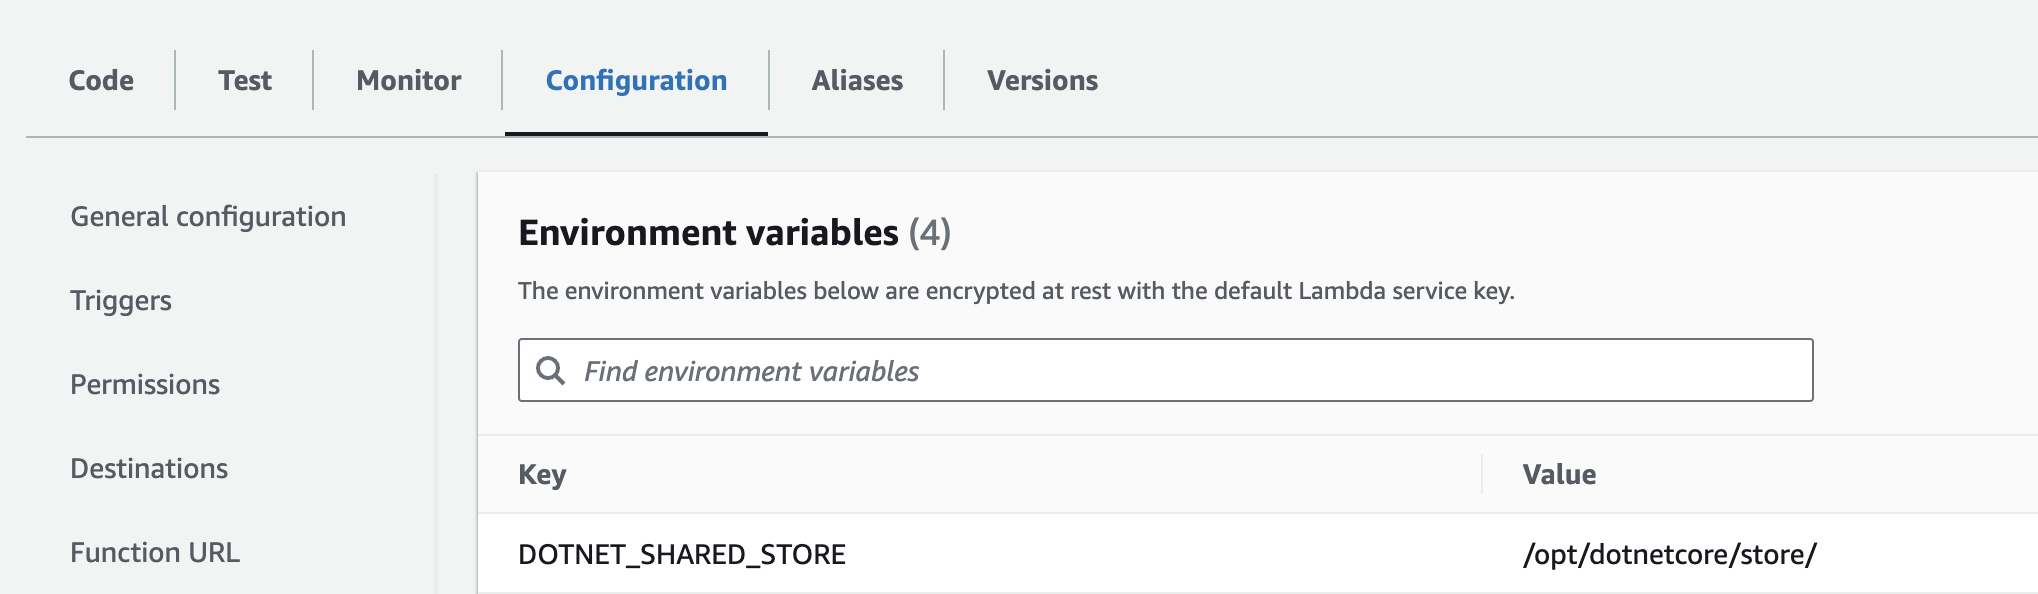 Code Test Monitor Configuration Aliases Versions
General configuration
Triggers
Permissions
Destinations
Function URL
Environment variables (4)
The environment variables below are encrypted at rest with the default Lambda service key.
Find environment variables
Key Value
DOTNET_SHARED_STORE /opt/dotnetcore/store/